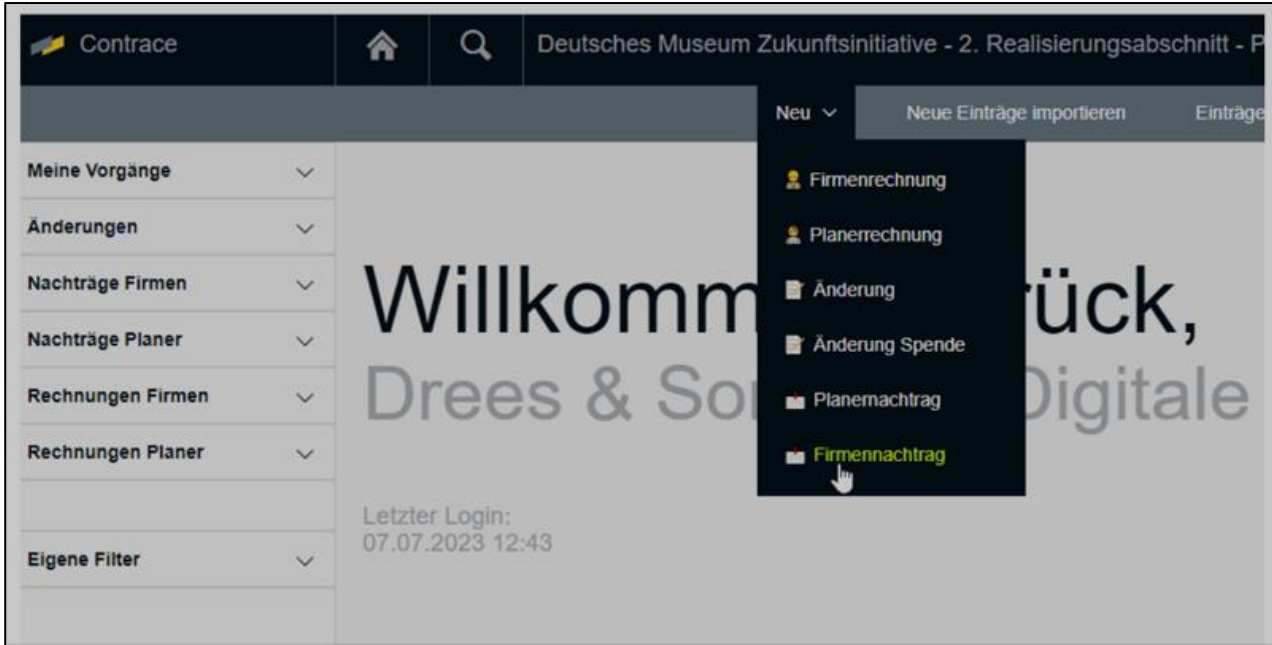 Contrace
Deutsches Museum Zukunftsinitiative - 2. Realisierungsabschnitt - P
Neu
Neue Einträge importieren
Einträge
Meine Vorgänge
Änderungen
Nachträge Firmen
Nachträge Planer
Rechnungen Firmen
Rechnungen Planer
Eigene Filter
Firmenrechnung
Planerrechnung
Änderung
Änderung Spende
Planernachtrag
Firmennachtrag
Willkomm ück,
Drees & So Digitale
Letzter Login:
07.07.2023 12:43